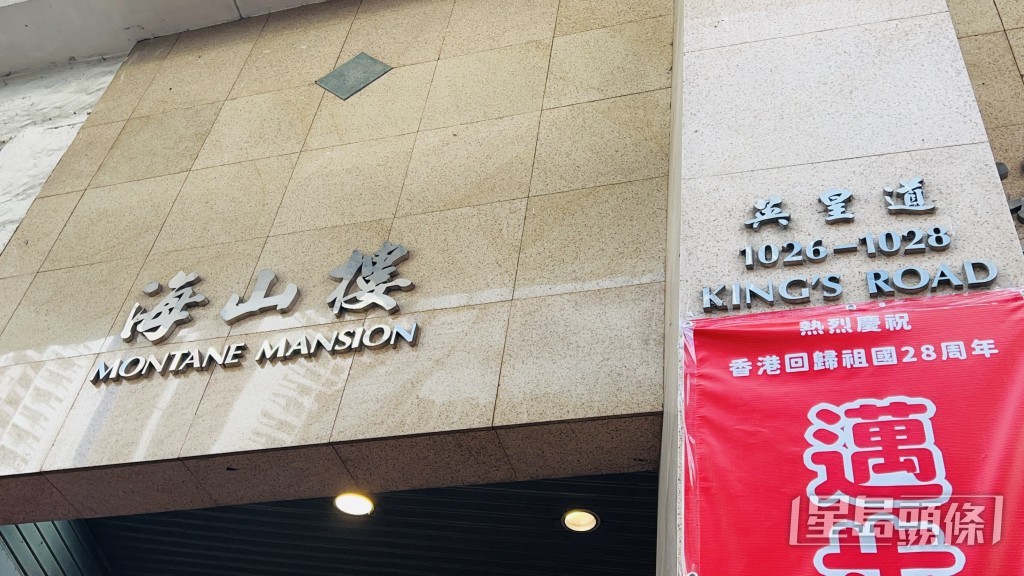 海山樓
MONTANE MANSION
英皇道
1026-1028
KING'S ROAD
熱烈慶祝
香港回歸祖國28周年
邁
星島頭條